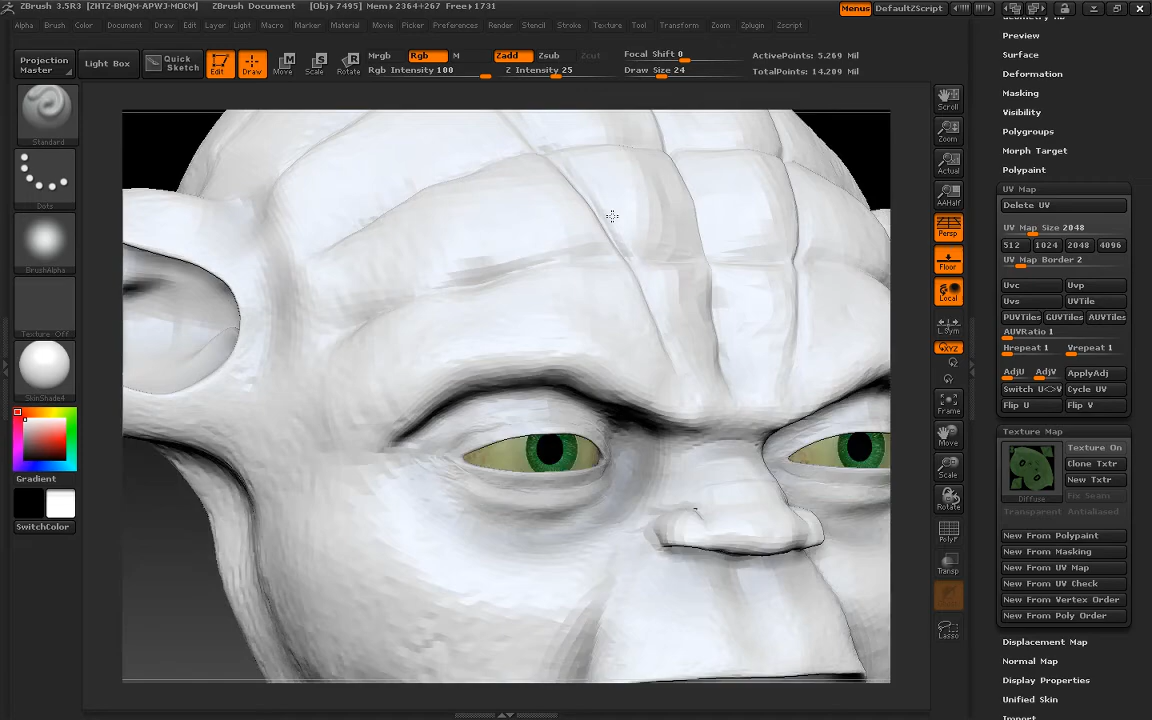 ZBrush 3.5R3 [ZHTZ-BMQM-APWJ-MOCM] ZBrush Document [Obj>7495] Mem>2364+267 Free>1731
Menus DefaultZScript
Alpha Brush Color Document Draw Edit Layer Light Macro Marker Material Movie Picker Preferences Render Stencil Stroke Texture Tool Transform Zoom Zplugin Zscript
Projection Master
Light Box
Quick Sketch
Edit
Draw
Move
Scale
Rotate
Mrgb Rgb M
Rgb Intensity 100
Zadd Zsub Zcut
Z Intensity 25
Focal Shift 0
Draw Size 24
ActivePoints: 5.269 Mil
TotalPoints: 14.209 Mil
Standard
Dots
BrushAlpha
Texture Off
SkinShade4
Gradient
SwitchColor
Scroll
Zoom
Actual
AAHalf
Persp
Floor
Local
L.Sym
XYZ
Frame
Move
Scale
Rotate
PolyF
Transp
Lasso
Geometry HD
Preview
Surface
Deformation
Masking
Visibility
Polygroups
Morph Target
Polypaint
UV Map
Delete UV
UV Map Size 2048
512 1024 2048 4096
UV Map Border 2
Uvc Uvp
Uvs UVTile
PUVTiles GUVTiles AUVTiles
AUVRatio 1
Hrepeat 1 Vrepeat 1
AdjU AdjV ApplyAdj
Switch U<>V Cycle UV
Flip U Flip V
Texture Map
Texture On
Clone Txtr
New Txtr
Fix Seam
Diffuse
Transparent Antialiased
New From Polypaint
New From Masking
New From UV Map
New From UV Check
New From Vertex Order
New From Poly Order
Displacement Map
Normal Map
Display Properties
Unified Skin
Import